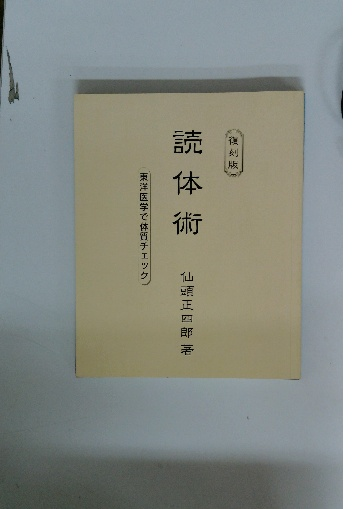 復刻版
読体術
仙頭正四郎著
東洋医学で体質チェック